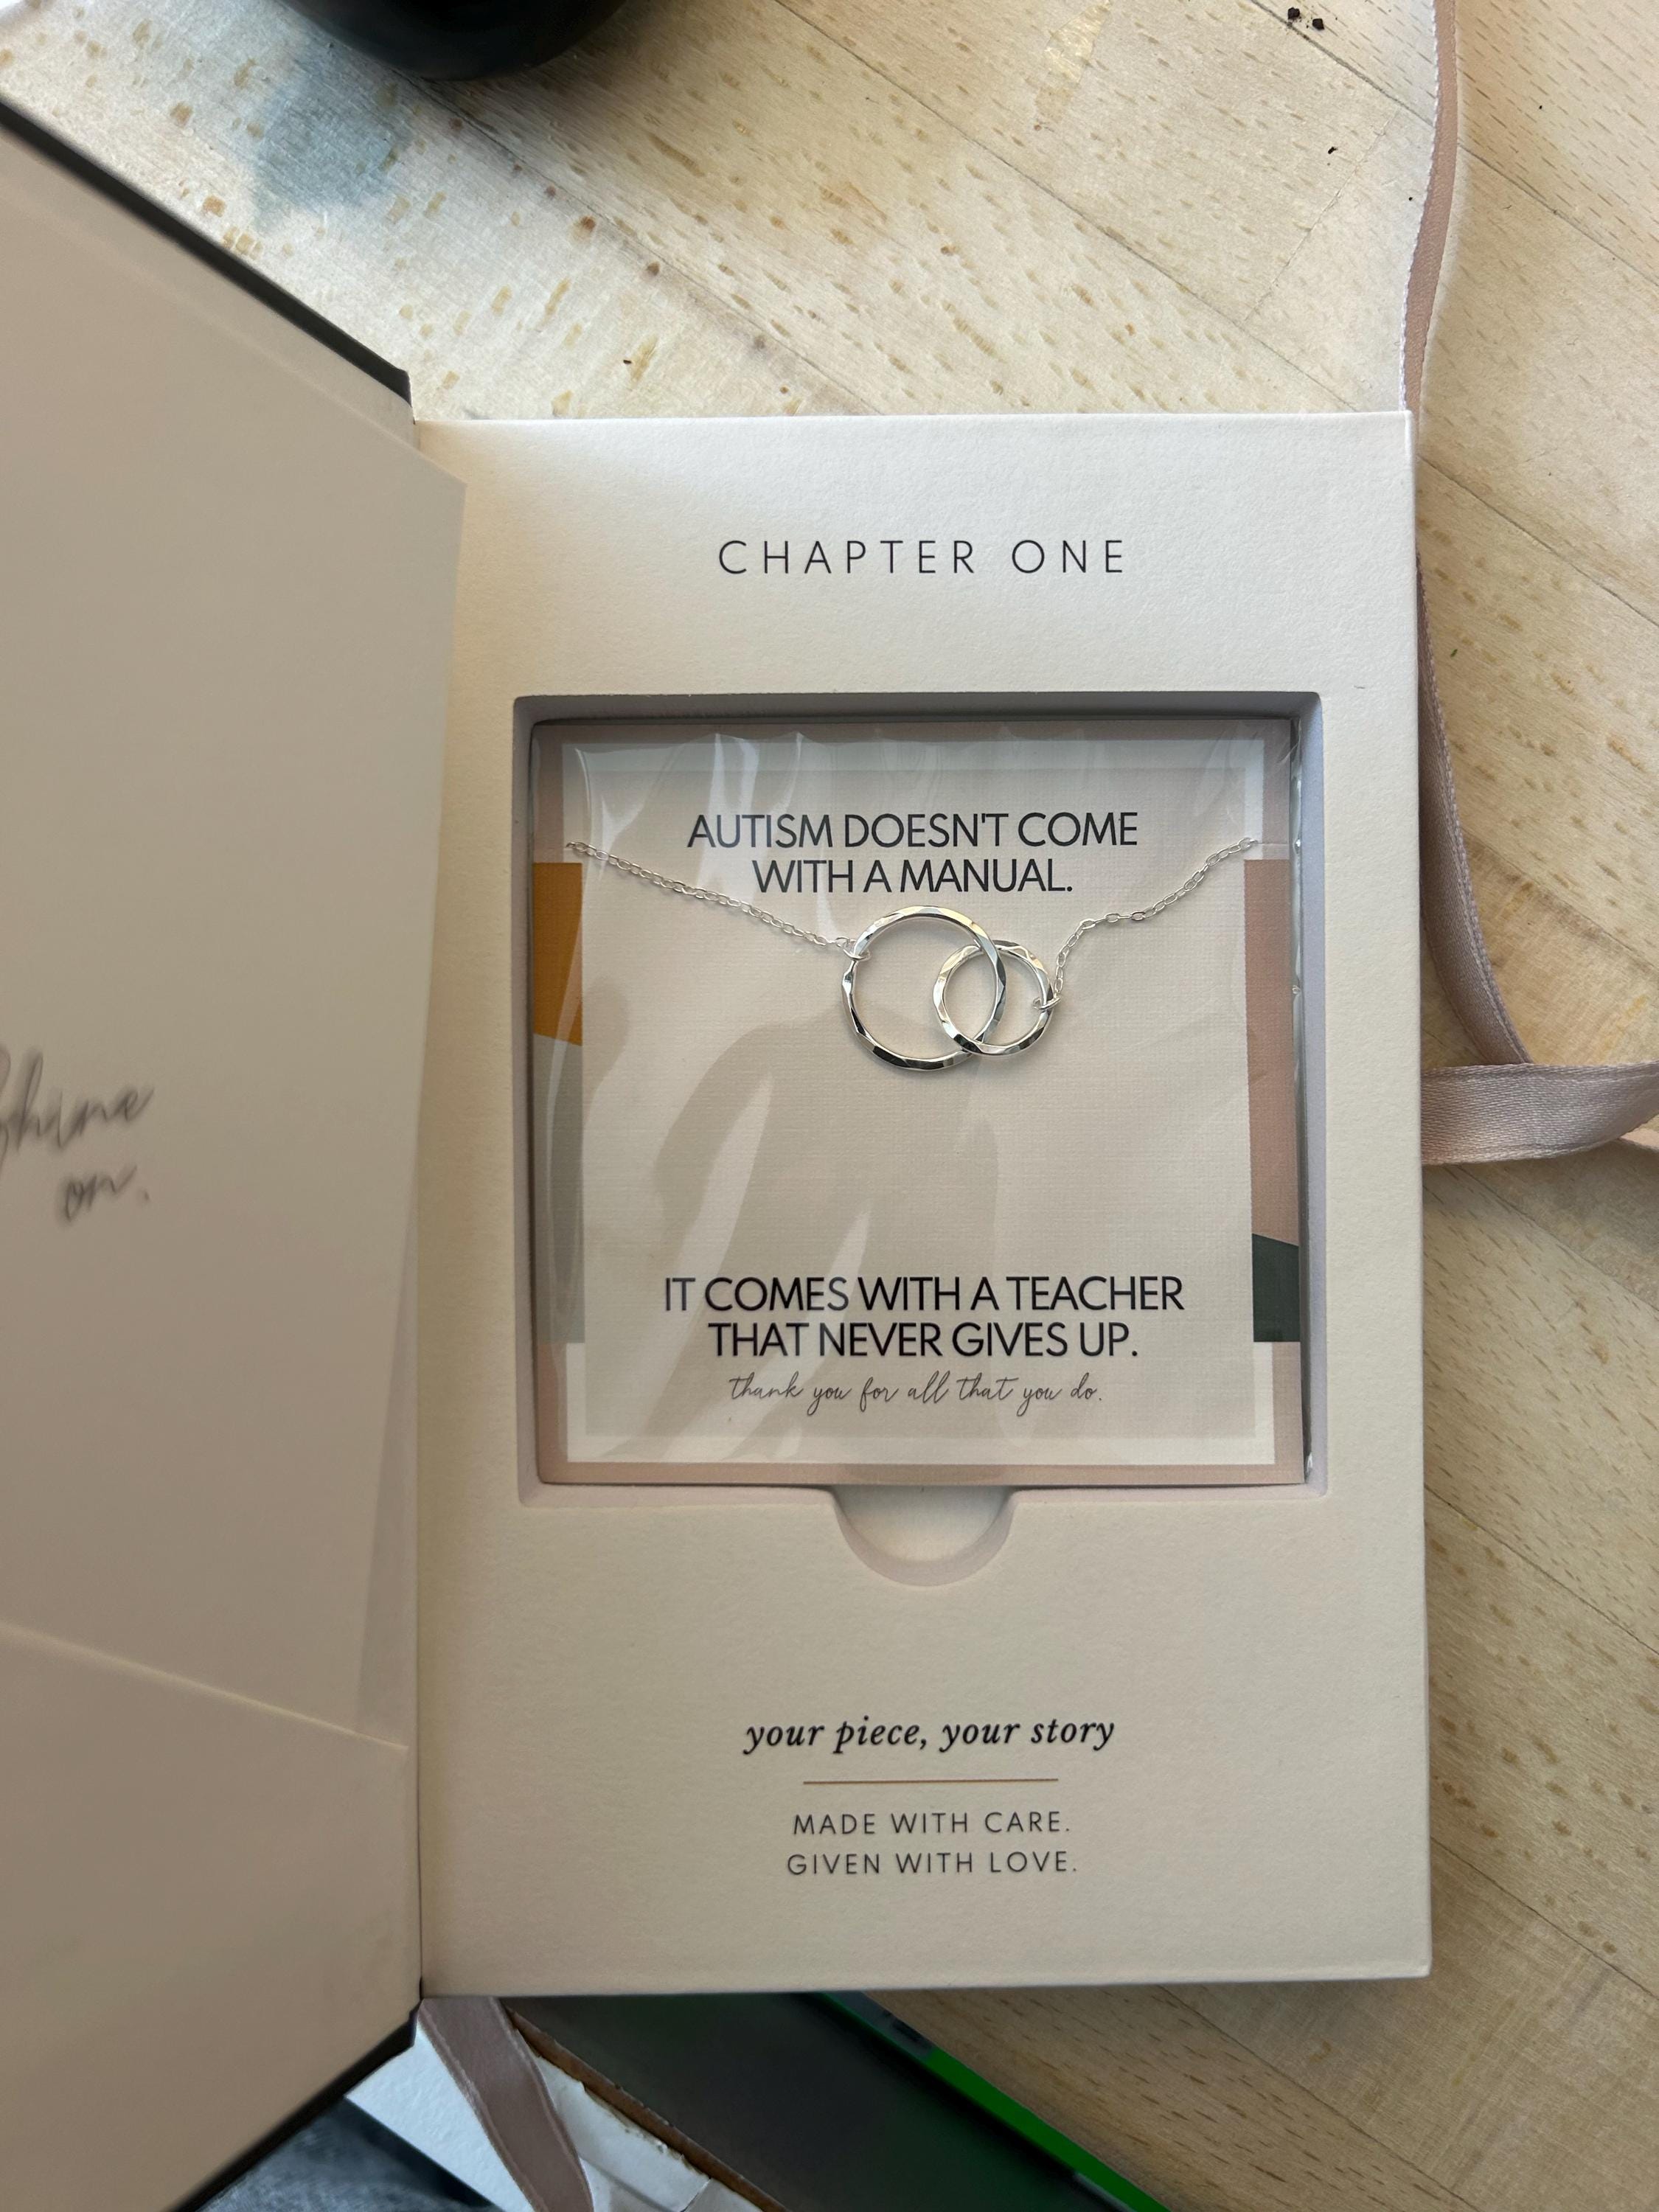 Shine
on.
CHAPTER ONE
AUTISM DOESN'T COME
WITH A MANUAL.
IT COMES WITH A TEACHER
THAT NEVER GIVES UP.
thank you for all that you do.
your piece, your story
MADE WITH CARE.
GIVEN WITH LOVE.